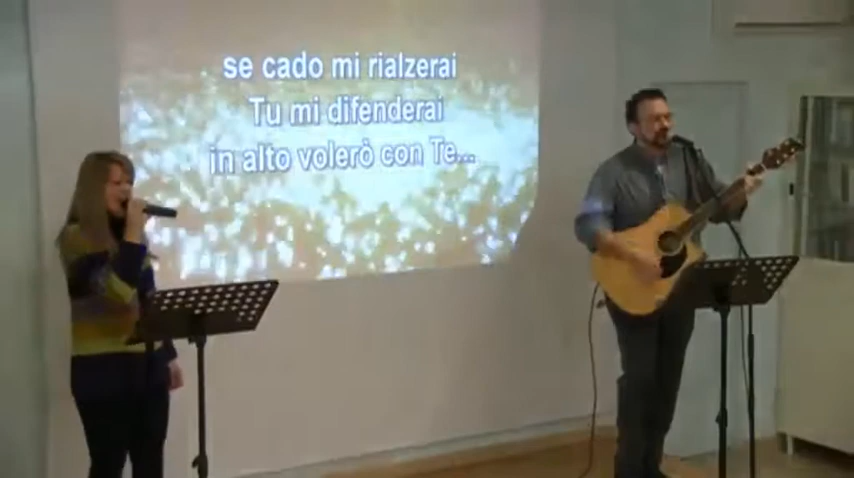 se cado mi rialzerai
Tu mi difenderai
in alto volerò con Te...